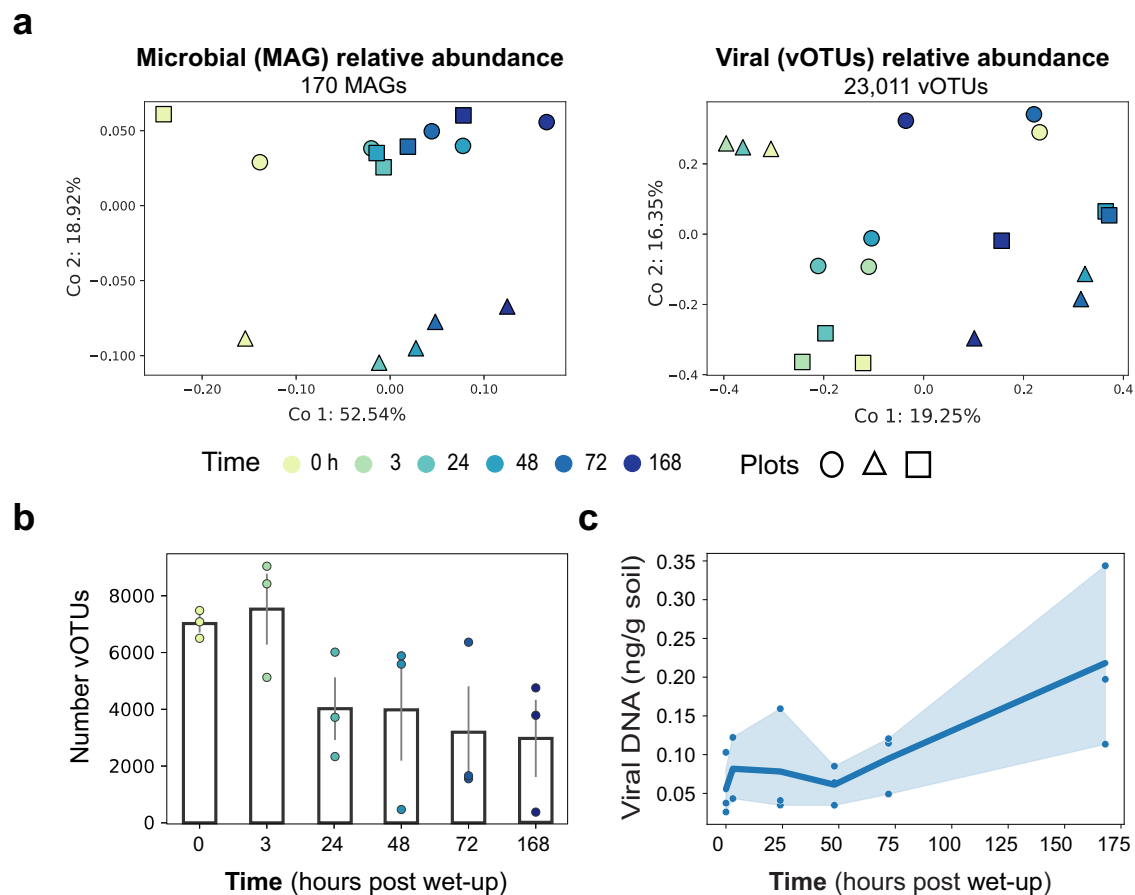 a
Microbial (MAG) relative abundance
170 MAGs
0.050
0.000
−0.050
−0.100
Co 2: 18.92%
−0.20
−0.10
0.00
0.10
Co 1: 52.54%
Viral (vOTUs) relative abundance
23,011 vOTUs
0.2
0.0
−0.2
−0.4
Co 2: 16.35%
−0.4
−0.2
0.0
0.2
0.4
Co 1: 19.25%
Time 0 h 3 24 48 72 168 Plots
b
8000
6000
4000
2000
0
Number vOTUs
0 3 24 48 72 168
Time (hours post wet-up)
c
0.35
0.30
0.25
0.20
0.15
0.10
0.05
Viral DNA (ng/g soil)
0 25 50 75 100 125 150 175
Time (hours post wet-up)